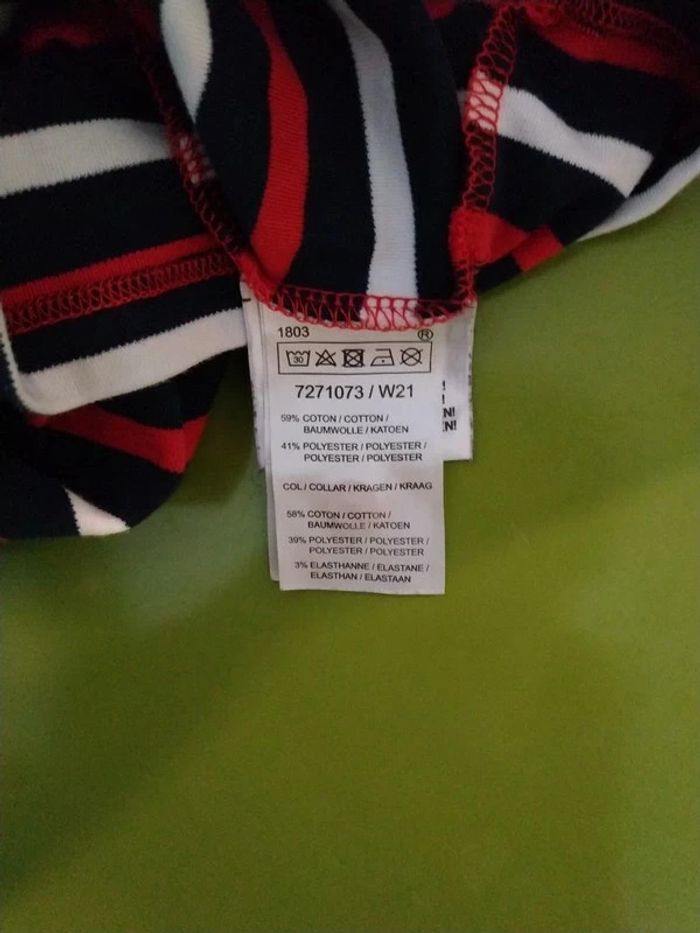 1803
®
30
7271073 / W21
59% COTON / COTTON /
BAUMWOLLE / KATOEN
41% POLYESTER / POLYESTER /
POLYESTER / POLYESTER
COL / COLLAR / KRAGEN / KRAAG
58% COTON / COTTON /
BAUMWOLLE / KATOEN
39% POLYESTER / POLYESTER /
POLYESTER / POLYESTER
3% ELASTHANNE / ELASTANE /
ELASTHAN / ELASTAAN